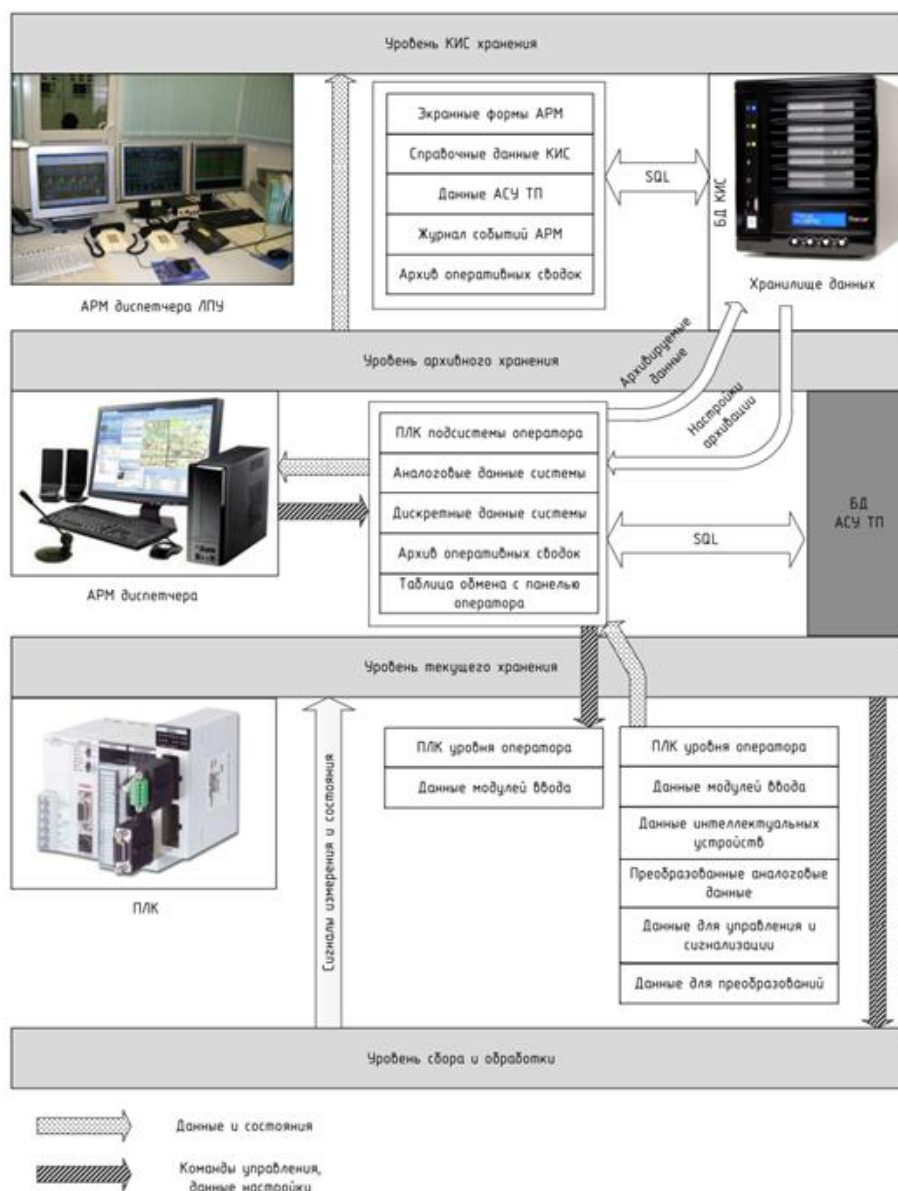 Уровень КИС хранения
Экранные формы АРМ
Справочные данные КИС
Данные АСУ ТП
Журнал событий АРМ
Архив оперативных сводок
SQL
БД КИС
АРМ диспетчера ЛПУ
Хранилище данных
Уровень архивного хранения
Архивируемые
данные
Настройки
архивации
ПЛК подсистемы оператора
Аналоговые данные системы
Дискретные данные системы
Архив оперативных сводок
Таблица обмена с панелью
оператора
SQL
БД
АСУ ТП
АРМ диспетчера
Уровень текущего хранения
ПЛК уровня оператора
Данные модулей ввода
ПЛК уровня оператора
Данные модулей ввода
Данные интеллектуальных
устройств
Преобразованные аналоговые
данные
Данные для управления и
сигнализации
Данные для преобразований
ПЛК
Сигналы измерения и состояния
Уровень сбора и обработки
Данные и состояния
Команды управления,
данные настройки